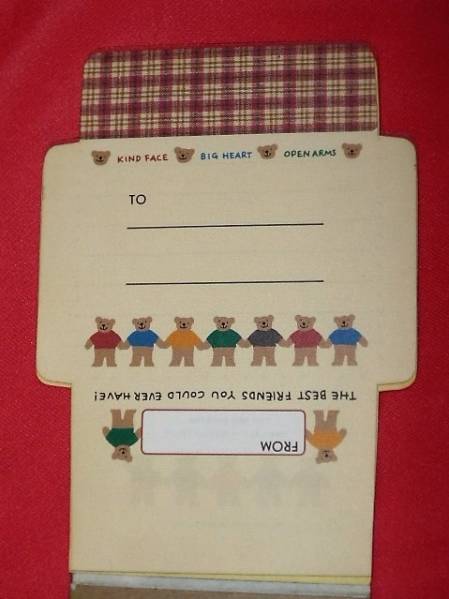 KIND FACE BIG HEART OPEN ARMS
TO
THE BEST FRIENDS YOU COULD EVER HAVE!
FROM